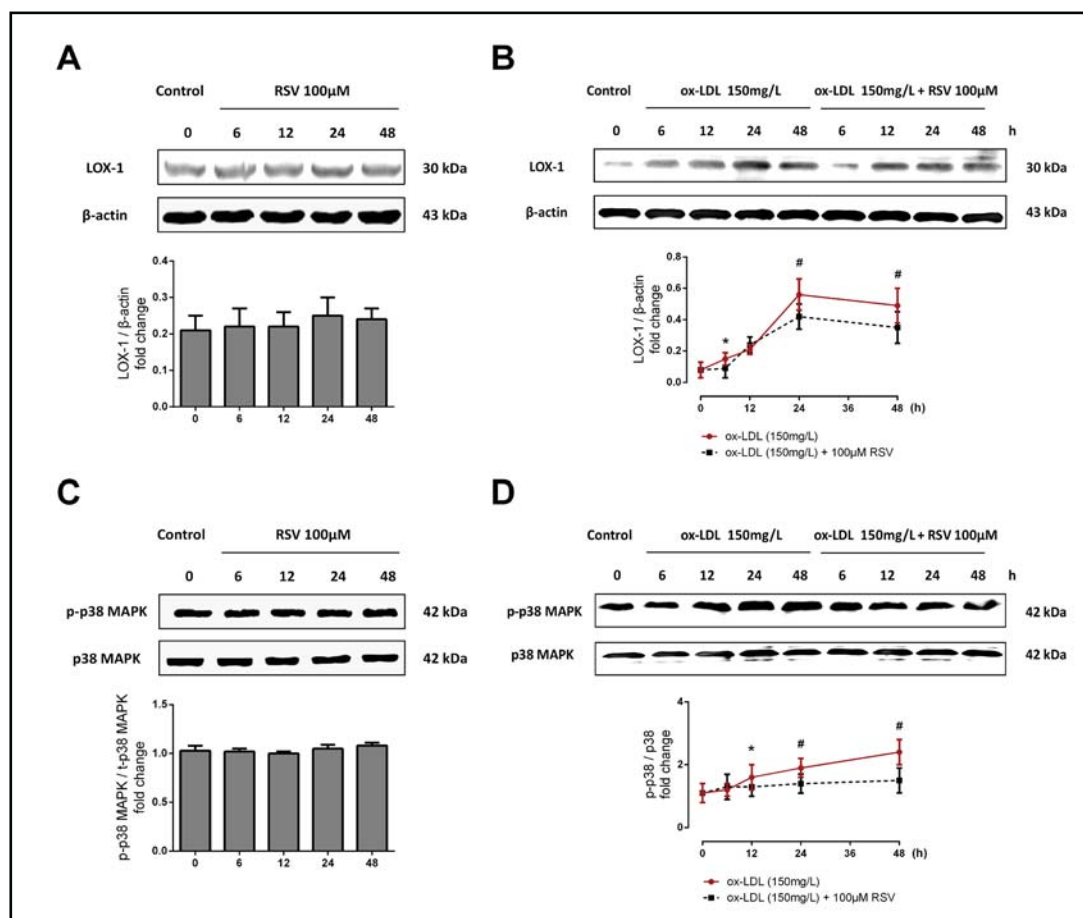 A
Control RSV 100μM
0 6 12 24 48
LOX-1 30 kDa
β-actin 43 kDa
LOX-1 / β-actin
fold change
0.4
0.3
0.2
0.1
0.0
0 6 12 24 48
B
Control ox-LDL 150mg/L ox-LDL 150mg/L + RSV 100μM
0 6 12 24 48 6 12 24 48 h
LOX-1 30 kDa
β-actin 43 kDa
LOX-1 / β-actin
fold change
0.8
0.6
0.4
0.2
0.0
* # #
0 12 24 36 48 (h)
ox-LDL (150mg/L)
ox-LDL (150mg/L) + 100μM RSV
C
Control RSV 100μM
0 6 12 24 48
p-p38 MAPK 42 kDa
p38 MAPK 42 kDa
p-p38 MAPK / t-p38 MAPK
fold change
1.5
1.0
0.5
0.0
0 6 12 24 48
D
Control ox-LDL 150mg/L ox-LDL 150mg/L + RSV 100μM
0 6 12 24 48 6 12 24 48 h
p-p38 MAPK 42 kDa
p38 MAPK 42 kDa
p-p38 / p38
fold change
4
2
0
* # #
0 12 24 36 48 (h)
ox-LDL (150mg/L)
ox-LDL (150mg/L) + 100μM RSV